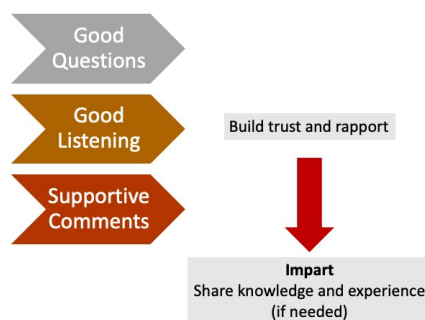 Good
Questions
Good
Listening
Supportive
Comments
Build trust and rapport
Impart
Share knowledge and experience
(if needed)